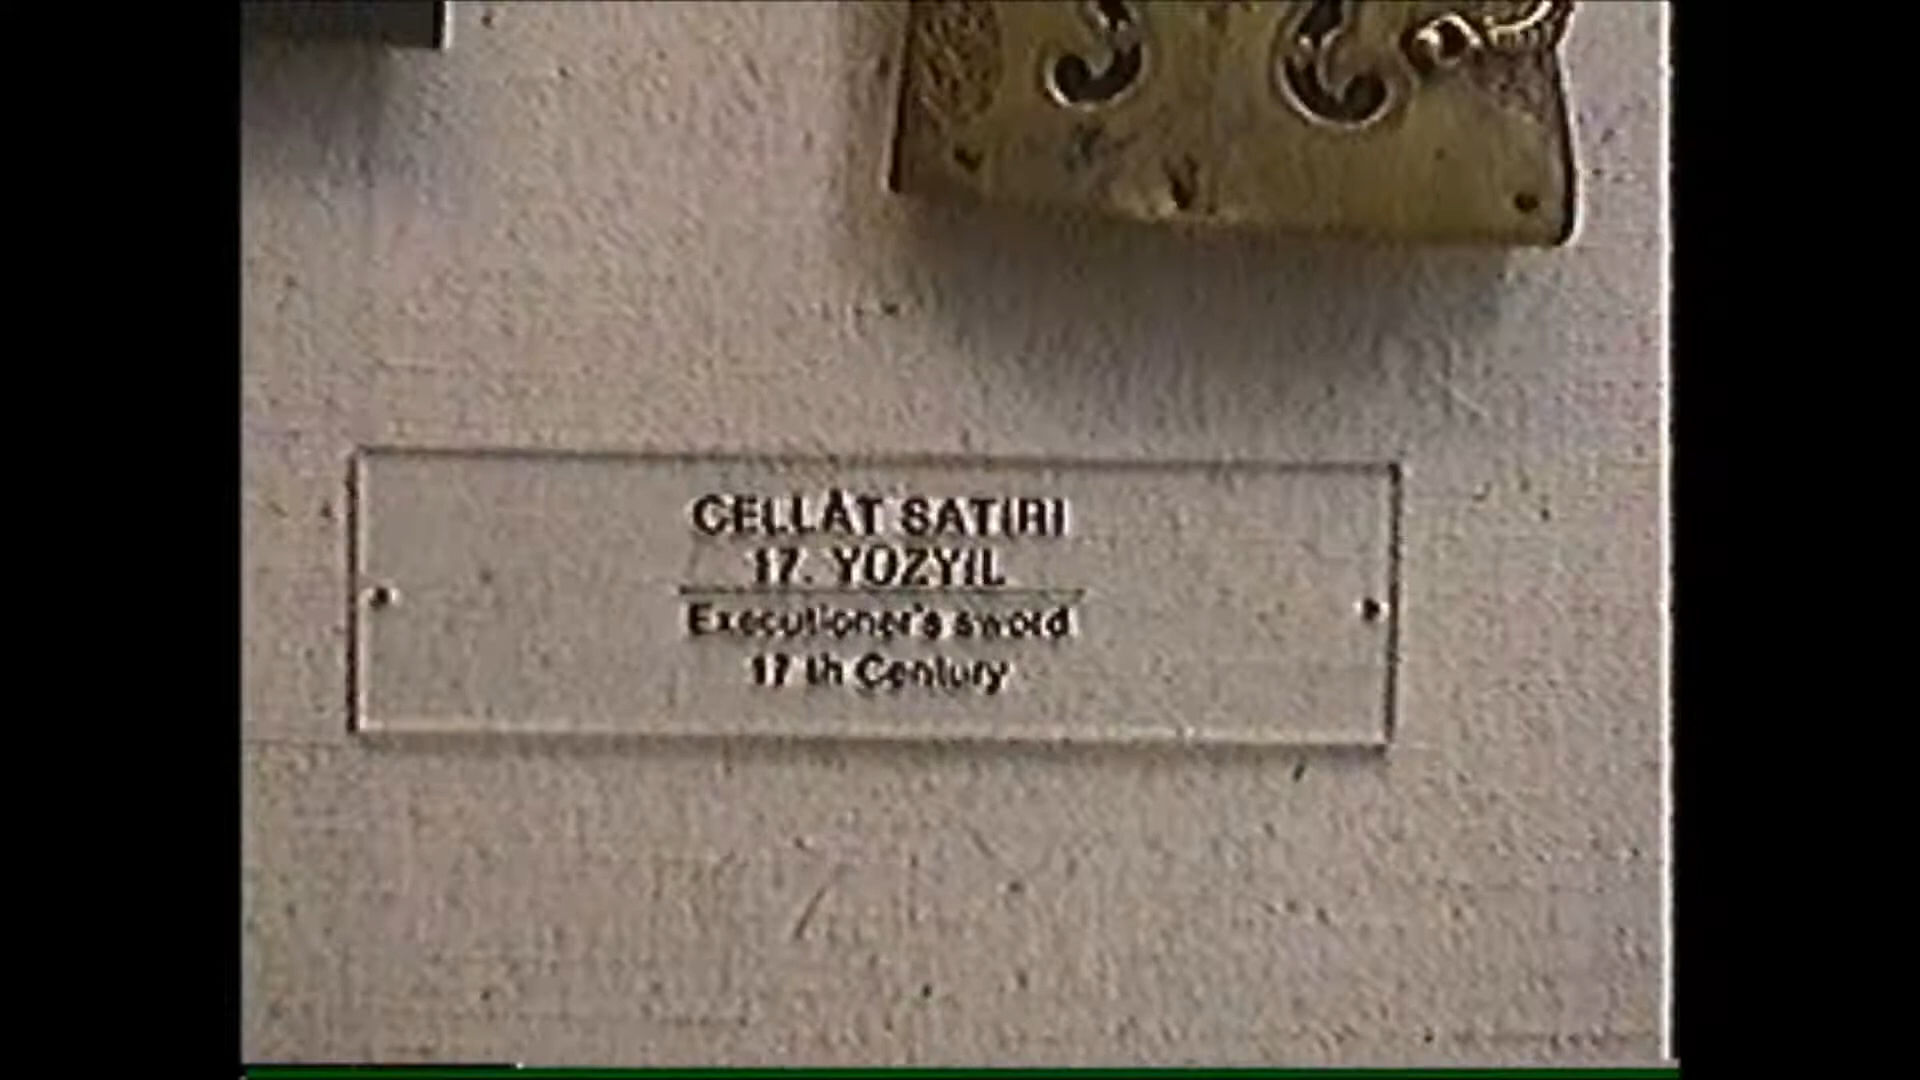 CELLÂT SATIRI
17. YÜZYIL
Executioner's sword
17 th Century